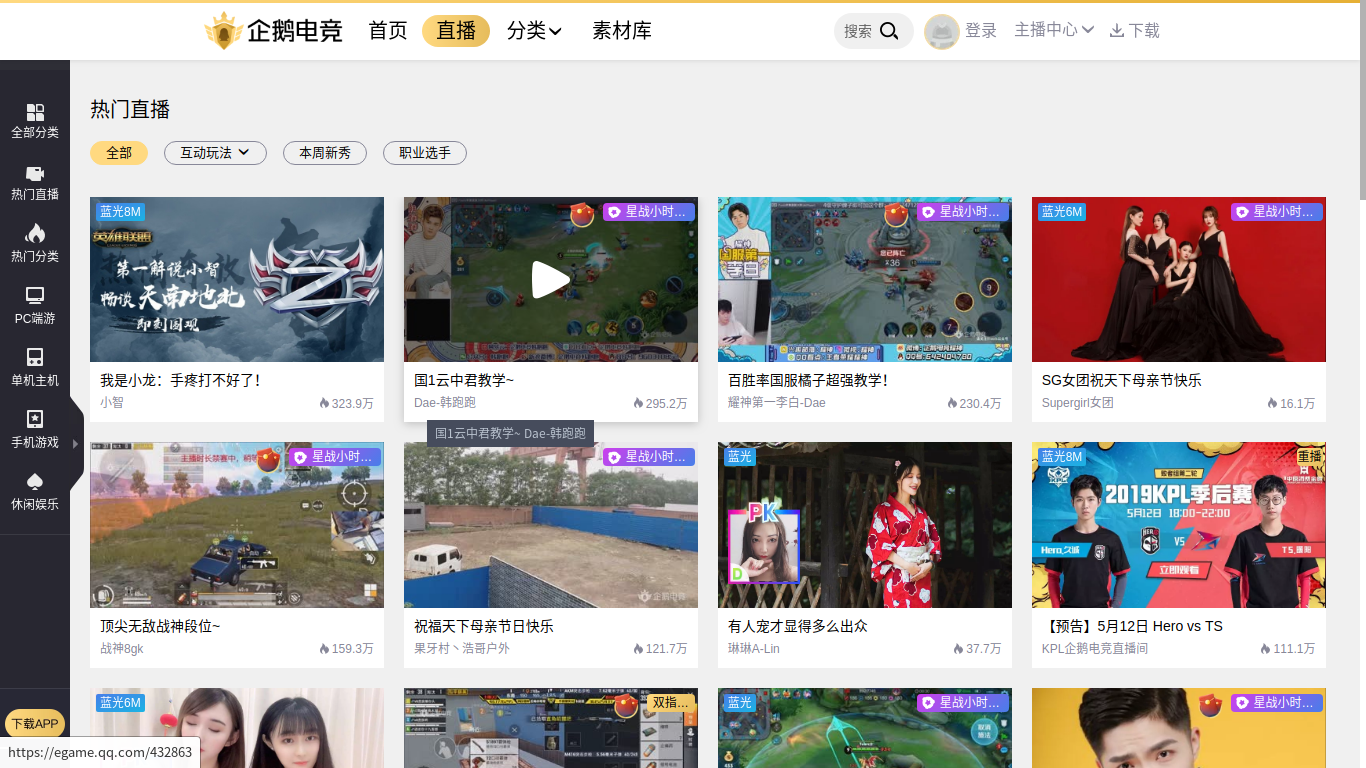 企鹅电竞
首页
直播
分类
素材库
搜索
登录
主播中心
下载
全部分类
热门直播
热门分类
PC端游
单机主机
手机游戏
休闲娱乐
下载APP
https://egame.qq.com/432863
热门直播
全部
互动玩法
本周新秀
职业选手
蓝光8M
英雄联盟
第一解说小智
畅谈天南地北
即刻围观
我是小龙：手疼打不好了！
小智
323.9万
星战小时…
国1云中君教学~
Dae-韩跑跑
295.2万
国1云中君教学~ Dae-韩跑跑
星战小时…
百胜率国服橘子超强教学！
耀神第一李白-Dae
230.4万
蓝光6M
星战小时…
SG女团祝天下母亲节快乐
Supergirl女团
16.1万
星战小时…
顶尖无敌战神段位~
战神8gk
159.3万
星战小时…
企鹅电竞
祝福天下母亲节日快乐
果牙村丶浩哥户外
121.7万
蓝光
PK
D
有人宠才显得多么出众
琳琳A-Lin
37.7万
蓝光8M
重播
2019KPL季后赛
5月12日 18:00-22:00
Hero.久诚
VS
立即观看
【预告】5月12日 Hero vs TS
KPL企鹅电竞直播间
111.1万
蓝光6M
双指…
蓝光
星战小时…
星战小时…